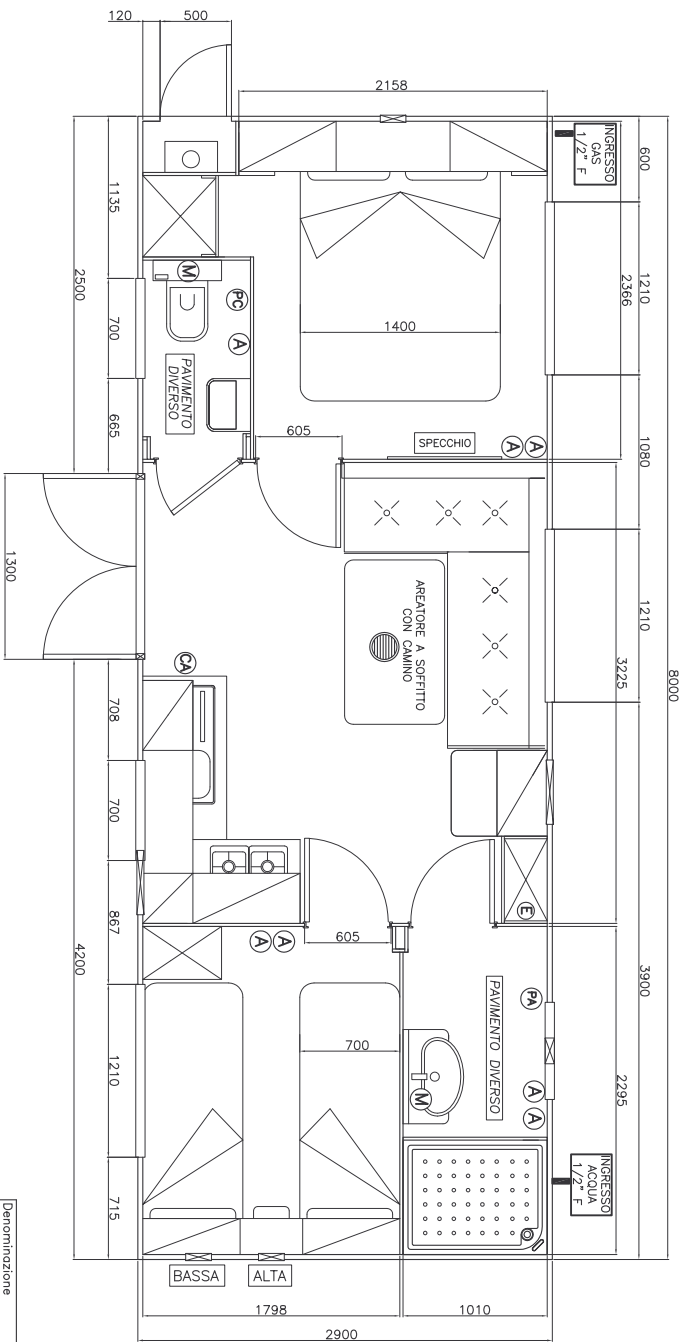 120
500
2158
INGRESSO
GAS
1/2" F
600
1210
1080
1210
3900
2366
3225
2295
8000
1135
700
665
2500
1300
708
700
867
1210
715
4200
1400
M
PC
A
PAVIMENTO
DIVERSO
605
SPECCHIO
A
A
AREATORE A SOFFITTO
CON CAMINO
CA
E
605
A
A
700
PA
PAVIMENTO DIVERSO
A
A
M
INGRESSO
ACQUA
1/2" F
BASSA
ALTA
1798
1010
2900
Denominazione